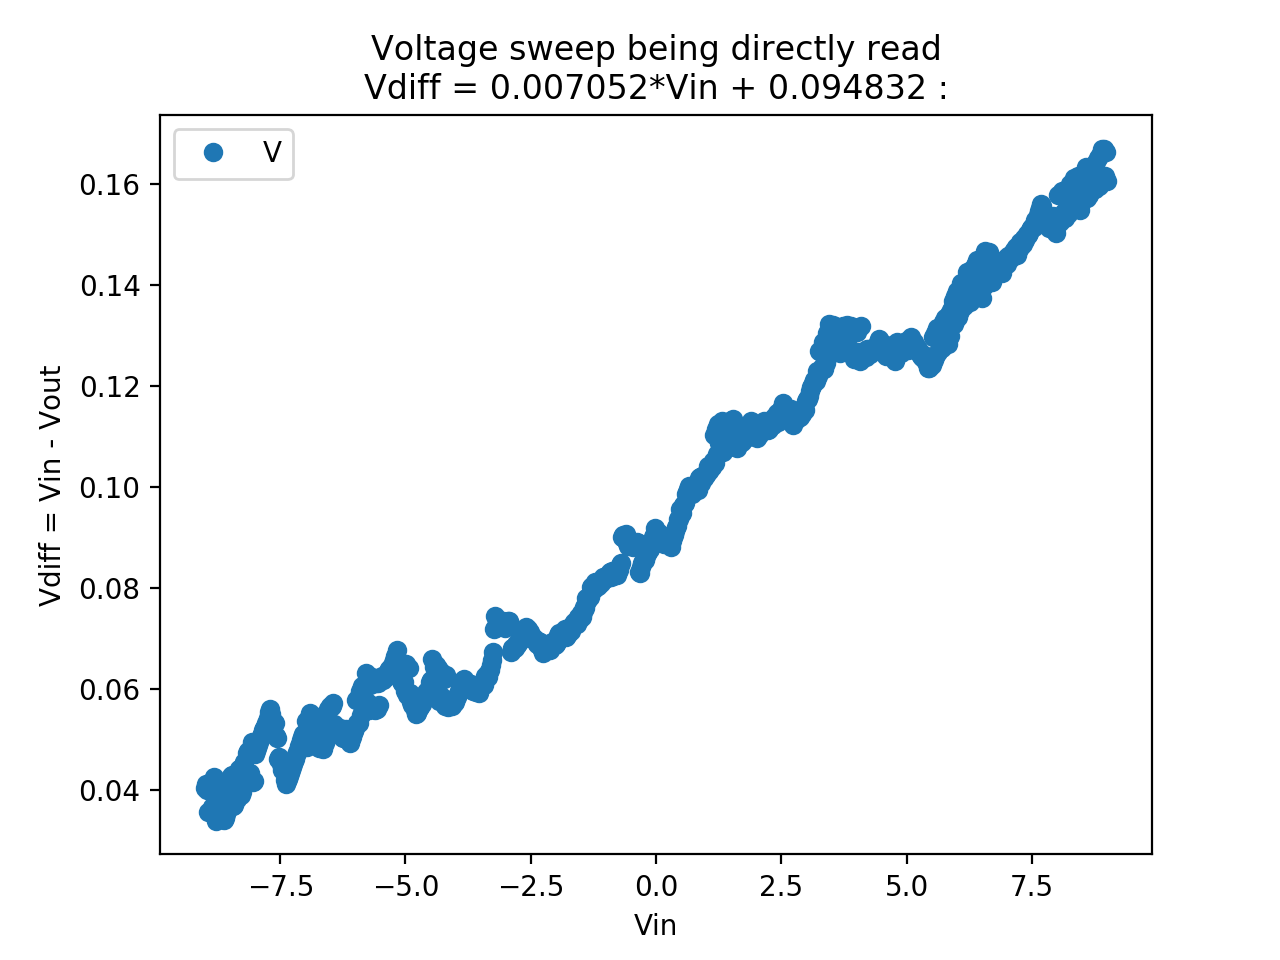 Voltage sweep being directly read
Vdiff = 0.007052*Vin + 0.094832 :
V
0.16
0.14
0.12
0.10
0.08
0.06
0.04
Vdiff = Vin - Vout
−7.5 −5.0 −2.5 0.0 2.5 5.0 7.5
Vin